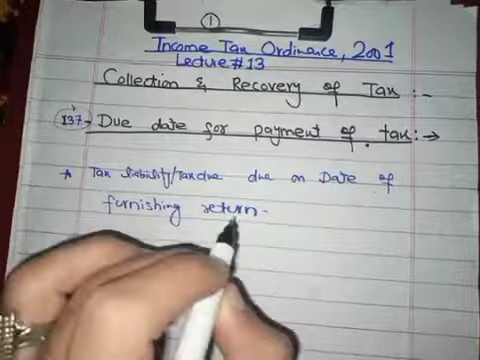 ①
Income Tax Ordinance, 2001
Lecture #13
Collection & Recovery of Tax :-
137- Due date for payment of tax:→
* Tax liability/Tax due due on Date of
furnishing return.